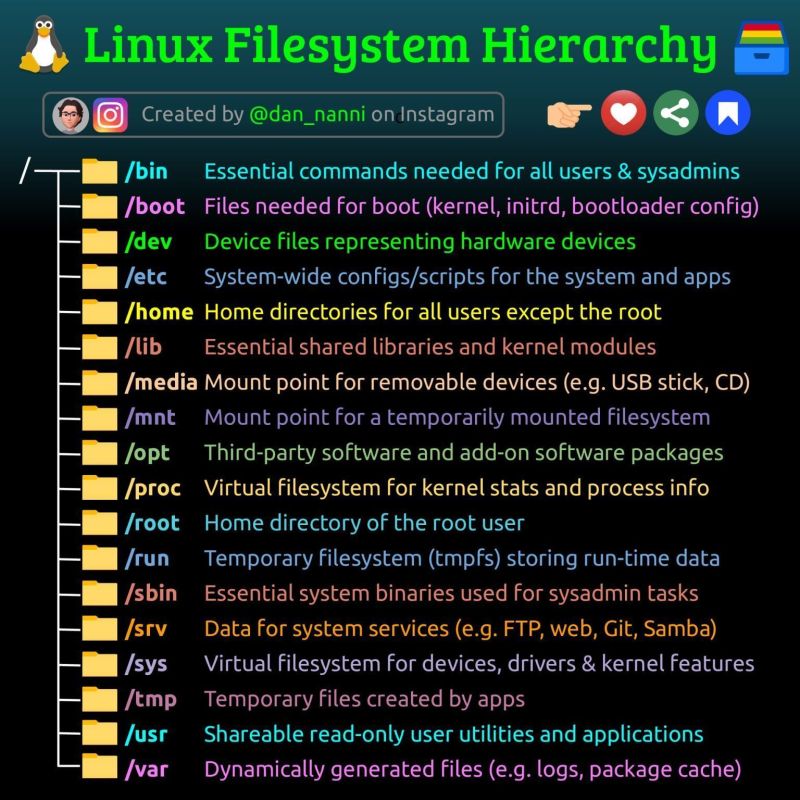 Linux Filesystem Hierarchy
Created by @dan_nanni on Instagram
/
/bin Essential commands needed for all users & sysadmins
/boot Files needed for boot (kernel, initrd, bootloader config)
/dev Device files representing hardware devices
/etc System-wide configs/scripts for the system and apps
/home Home directories for all users except the root
/lib Essential shared libraries and kernel modules
/media Mount point for removable devices (e.g. USB stick, CD)
/mnt Mount point for a temporarily mounted filesystem
/opt Third-party software and add-on software packages
/proc Virtual filesystem for kernel stats and process info
/root Home directory of the root user
/run Temporary filesystem (tmpfs) storing run-time data
/sbin Essential system binaries used for sysadmin tasks
/srv Data for system services (e.g. FTP, web, Git, Samba)
/sys Virtual filesystem for devices, drivers & kernel features
/tmp Temporary files created by apps
/usr Shareable read-only user utilities and applications
/var Dynamically generated files (e.g. logs, package cache)